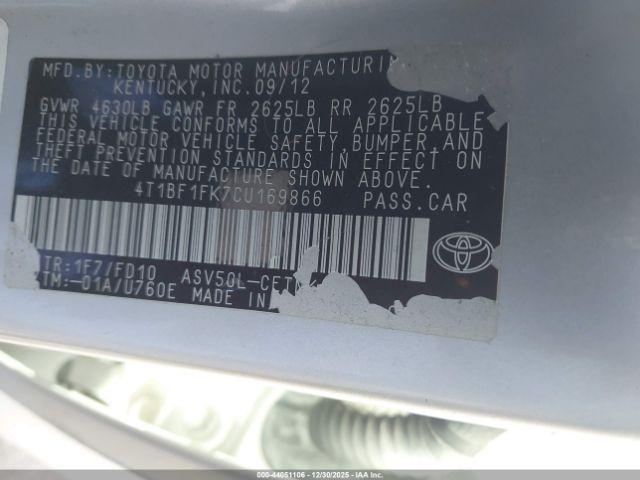 MFD.BY:TOYOTA MOTOR MANUFACTURIN
KENTUCKY,INC.09/12
GVWR 4630LB GAWR FR 2625LB RR 2625LB
THIS VEHICLE CONFORMS TO ALL APPLICABLE
FEDERAL MOTOR VEHICLE SAFETY,BUMPER,AND
THEFT PREVENTION STANDARDS IN EFFECT ON
THE DATE OF MANUFACTURE SHOWN ABOVE.
4T1BF1FK7CU169866 PASS.CAR
TR:1F7/FD10 ASV50L-CET
TM:-01A/U760E MADE IN
000-44051106 - 12/30/2025 - IAAI Inc.